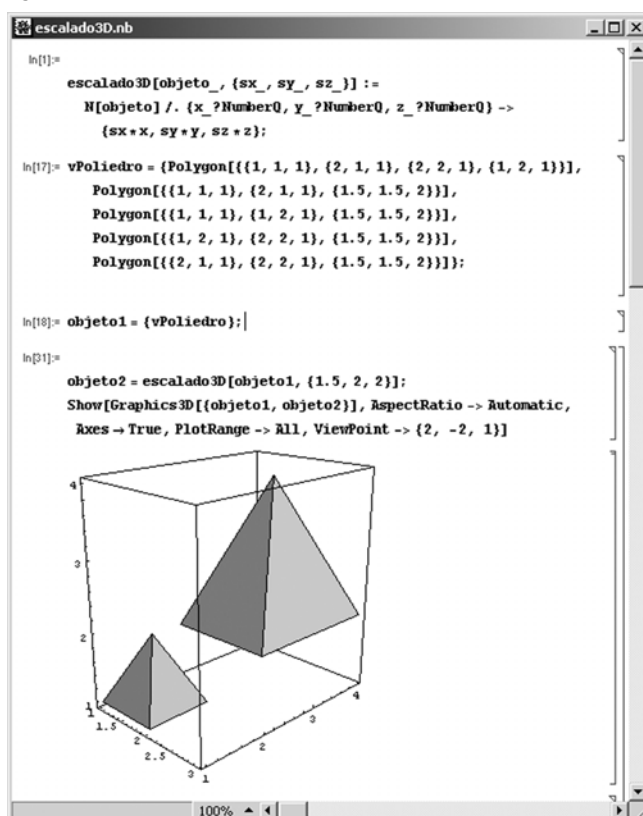 escalado3D.nb
In[1]:=
escalado3D[objeto_, {sx_, sy_, sz_}] :=
N[objeto] /. {x_?NumberQ, y_?NumberQ, z_?NumberQ} ->
{sx*x, sy*y, sz*z};
In[17]:= vPoliedro = {Polygon[{{1, 1, 1}, {2, 1, 1}, {2, 2, 1}, {1, 2, 1}}],
Polygon[{{1, 1, 1}, {2, 1, 1}, {1.5, 1.5, 2}}],
Polygon[{{1, 1, 1}, {1, 2, 1}, {1.5, 1.5, 2}}],
Polygon[{{1, 2, 1}, {2, 2, 1}, {1.5, 1.5, 2}}],
Polygon[{{2, 1, 1}, {2, 2, 1}, {1.5, 1.5, 2}}]};
In[18]:= objeto1 = {vPoliedro};
In[31]:=
objeto2 = escalado3D[objeto1, {1.5, 2, 2}];
Show[Graphics3D[{objeto1, objeto2}], AspectRatio -> Automatic,
Axes → True, PlotRange -> All, ViewPoint -> {2, -2, 1}]
4
3
2
1
1
1.5
2
2.5
3
1
2
3
4
100%